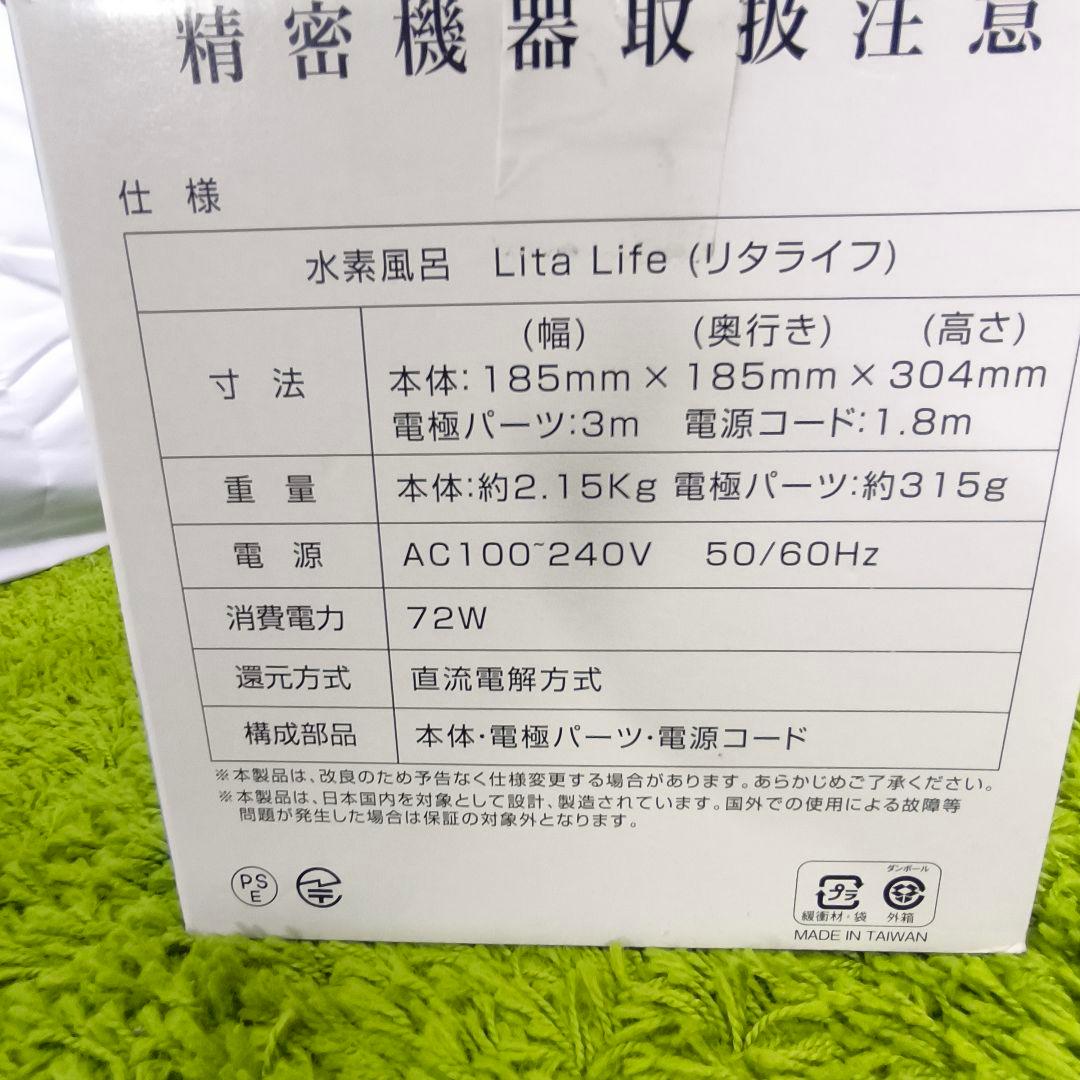 精密機器取扱注意
仕様
水素風呂 Lita Life (リタライフ)
(幅) (奥行き) (高さ)
寸法 本体:185mm×185mm×304mm
電極パーツ:3m 電源コード:1.8m
重量 本体:約2.15Kg 電極パーツ:約315g
電源 AC100~240V 50/60Hz
消費電力 72W
還元方式 直流電解方式
構成部品 本体・電極パーツ・電源コード
※本製品は、改良のため予告なく仕様変更する場合があります。あらかじめご了承ください。
※本製品は、日本国内を対象として設計、製造されています。国外での使用による故障等
問題が発生した場合は保証の対象外となります。
PSE
ダンボール
プラ
緩衝材・袋 外箱
MADE IN TAIWAN